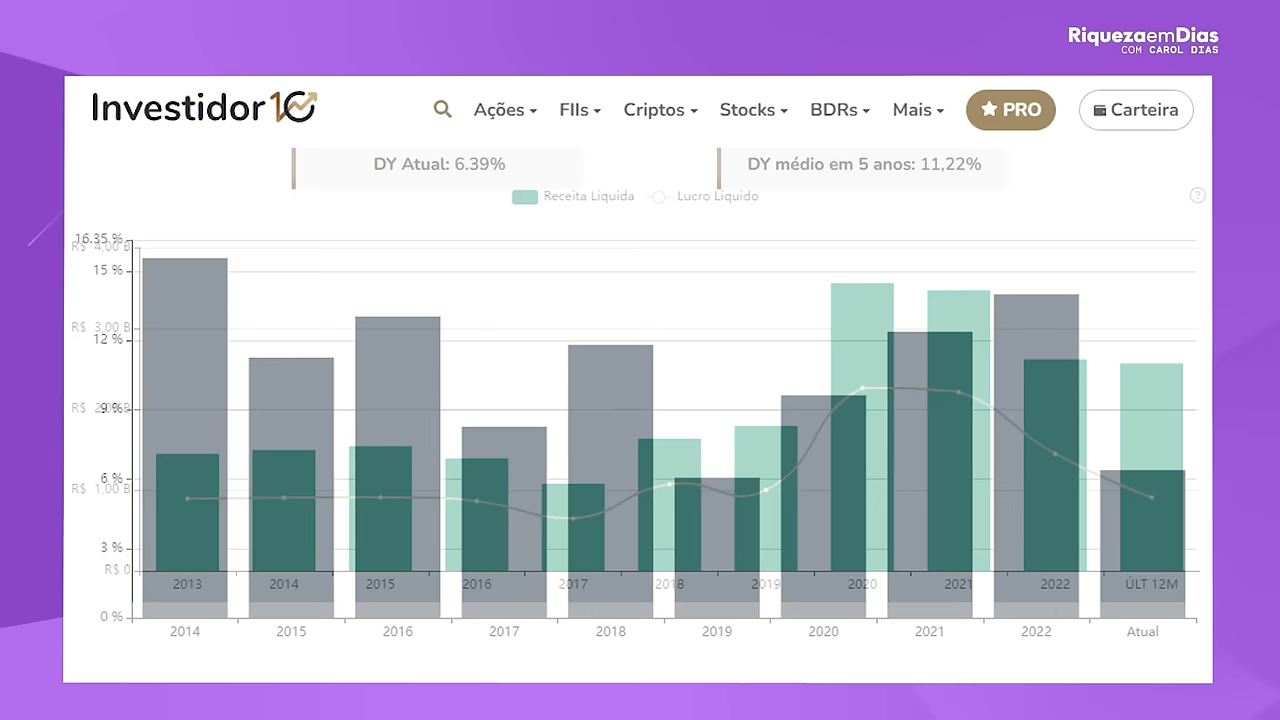 RiquezaemDias
COM CAROL DIAS
Investidor10
Ações
FIIs
Criptos
Stocks
BDRs
Mais
PRO
Carteira
DY Atual: 6.39%
DY médio em 5 anos: 11,22%
Receita Líquida
Lucro Líquido
?
16.35 %
R$ 4,00 B
15 %
R$ 3,00 B
12 %
9 %
6 %
R$ 1,00 B
3 %
R$ 0
2013
2014
2015
2016
2017
2018
2019
2020
2021
2022
ÚLT 12M
0 %
2014
2015
2016
2017
2018
2019
2020
2021
2022
Atual